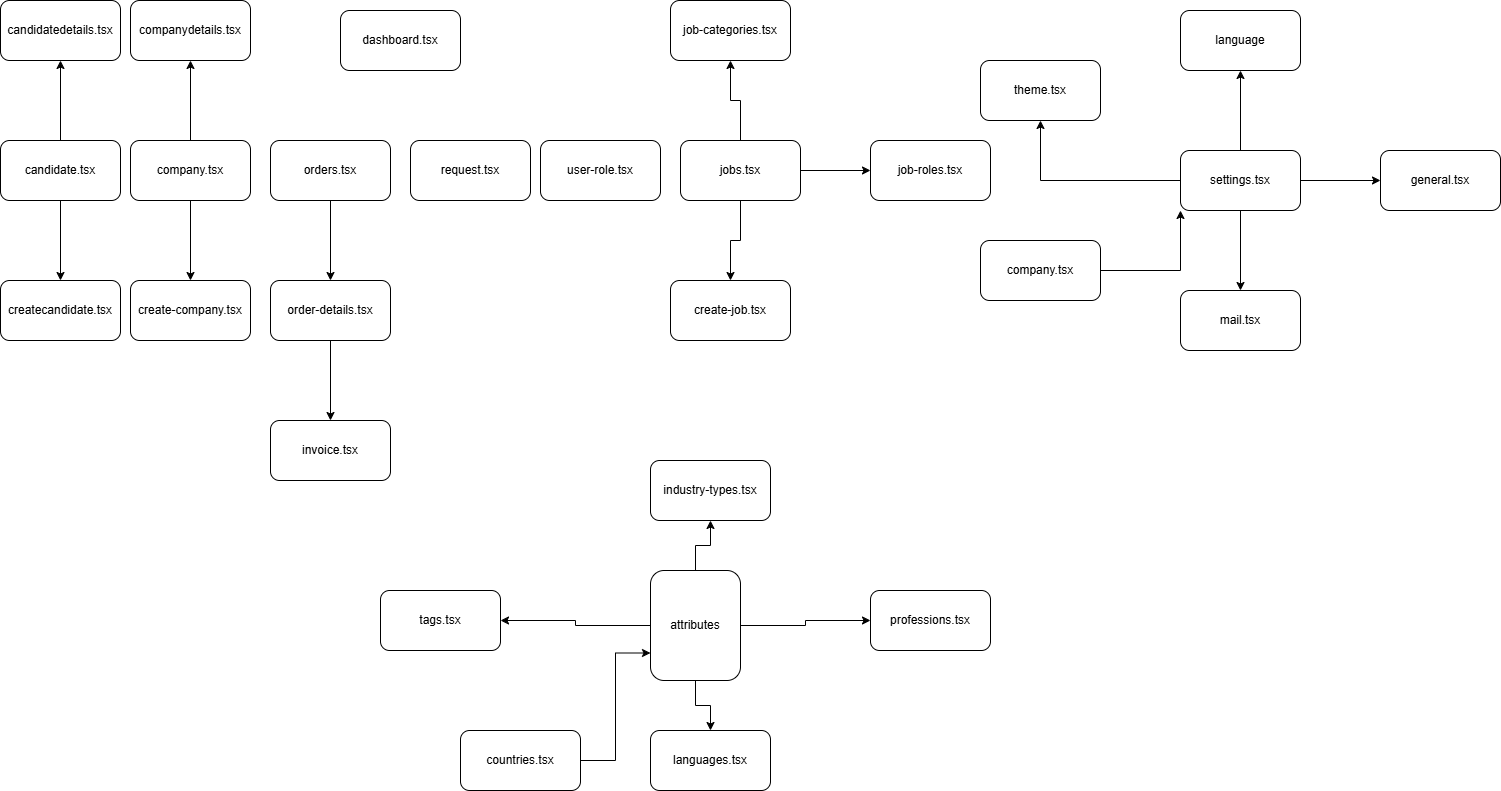 candidatedetails.tsx
companydetails.tsx
dashboard.tsx
job-categories.tsx
language
theme.tsx
candidate.tsx
company.tsx
orders.tsx
request.tsx
user-role.tsx
jobs.tsx
job-roles.tsx
settings.tsx
general.tsx
company.tsx
createcandidate.tsx
create-company.tsx
order-details.tsx
create-job.tsx
mail.tsx
invoice.tsx
industry-types.tsx
tags.tsx
attributes
professions.tsx
countries.tsx
languages.tsx